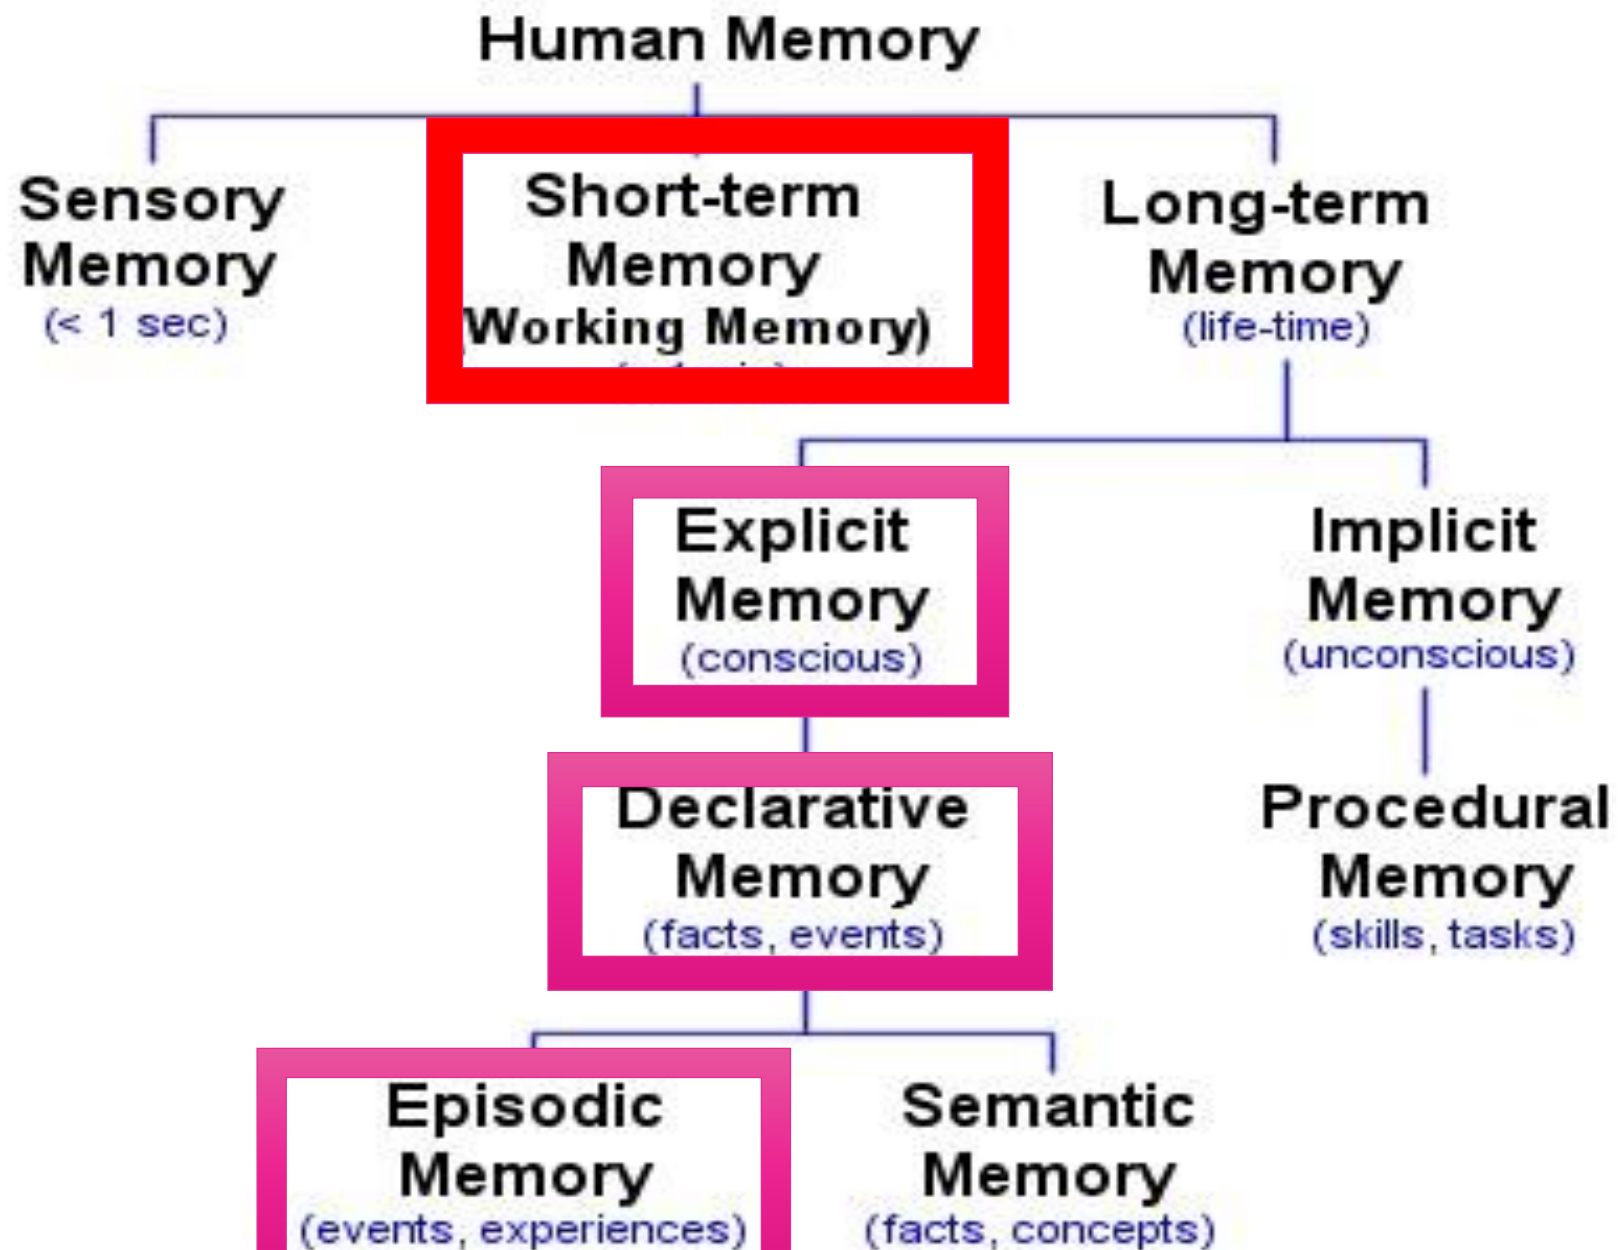 Human Memory
Sensory
Memory
(< 1 sec)
Short-term
Memory
(Working Memory)
Long-term
Memory
(life-time)
Explicit
Memory
(conscious)
Implicit
Memory
(unconscious)
Declarative
Memory
(facts, events)
Procedural
Memory
(skills, tasks)
Episodic
Memory
(events, experiences)
Semantic
Memory
(facts, concepts)